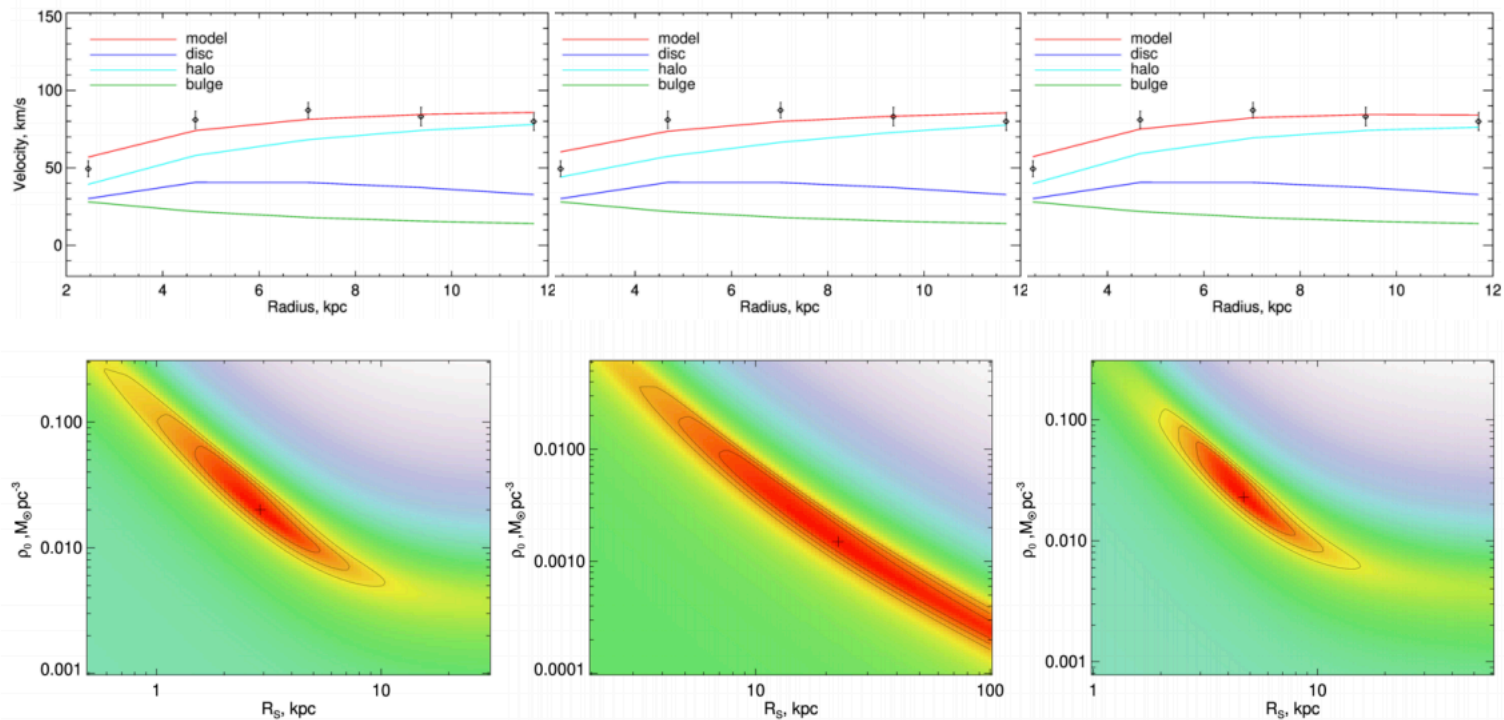 150
100
50
0
Velocity, km/s
model
disc
halo
bulge
2 4 6 8 10 12
Radius, kpc
model
disc
halo
bulge
4 6 8 10 12
Radius, kpc
model
disc
halo
bulge
4 6 8 10 12
Radius, kpc
0.100
0.010
0.001
ρ₀ ,M⊙pc⁻³
1 10
R_S, kpc
0.0100
0.0010
0.0001
ρ₀ ,M⊙pc⁻³
10 100
R_S, kpc
0.100
0.010
0.001
ρ₀ ,M⊙pc⁻³
1 10
R_S, kpc